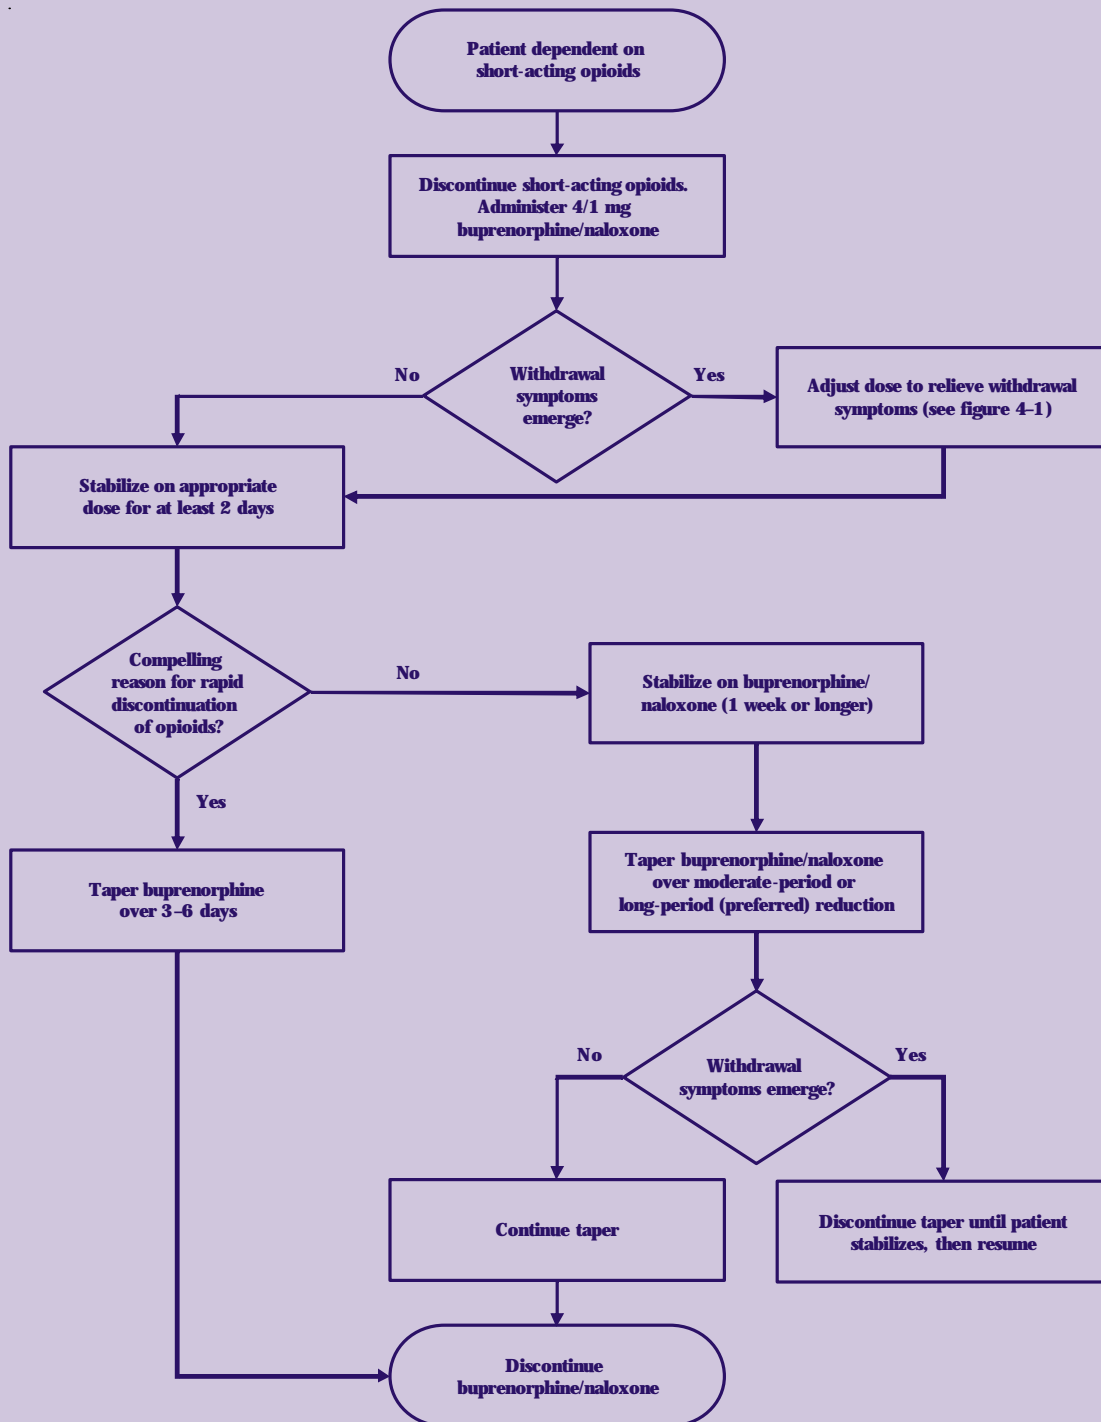 Patient dependent on
short-acting opioids
Discontinue short-acting opioids.
Administer 4/1 mg
buprenorphine/naloxone
No
Withdrawal
symptoms
emerge?
Yes
Adjust dose to relieve withdrawal
symptoms (see figure 4–1)
Stabilize on appropriate
dose for at least 2 days
Compelling
reason for rapid
discontinuation
of opioids?
No
Stabilize on buprenorphine/
naloxone (1 week or longer)
Yes
Taper buprenorphine
over 3–6 days
Taper buprenorphine/naloxone
over moderate-period or
long-period (preferred) reduction
No
Withdrawal
symptoms emerge?
Yes
Continue taper
Discontinue taper until patient
stabilizes, then resume
Discontinue
buprenorphine/naloxone